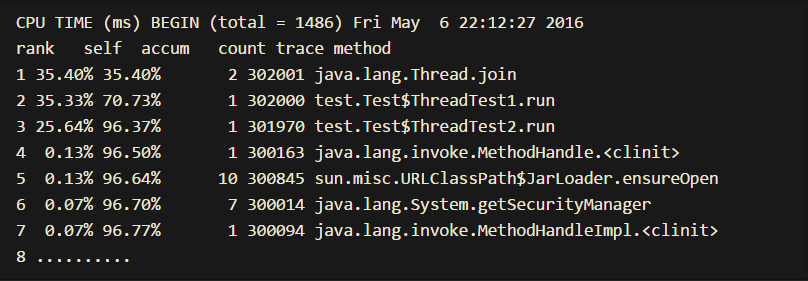 CPU TIME (ms) BEGIN (total = 1486) Fri May  6 22:12:27 2016
rank   self  accum   count trace method
1 35.40% 35.40%       2 302001 java.lang.Thread.join
2 35.33% 70.73%       1 302000 test.Test$ThreadTest1.run
3 25.64% 96.37%       1 301970 test.Test$ThreadTest2.run
4  0.13% 96.50%       1 300163 java.lang.invoke.MethodHandle.<clinit>
5  0.13% 96.64%      10 300845 sun.misc.URLClassPath$JarLoader.ensureOpen
6  0.07% 96.70%       7 300014 java.lang.System.getSecurityManager
7  0.07% 96.77%       1 300094 java.lang.invoke.MethodHandleImpl.<clinit>
8 ..........